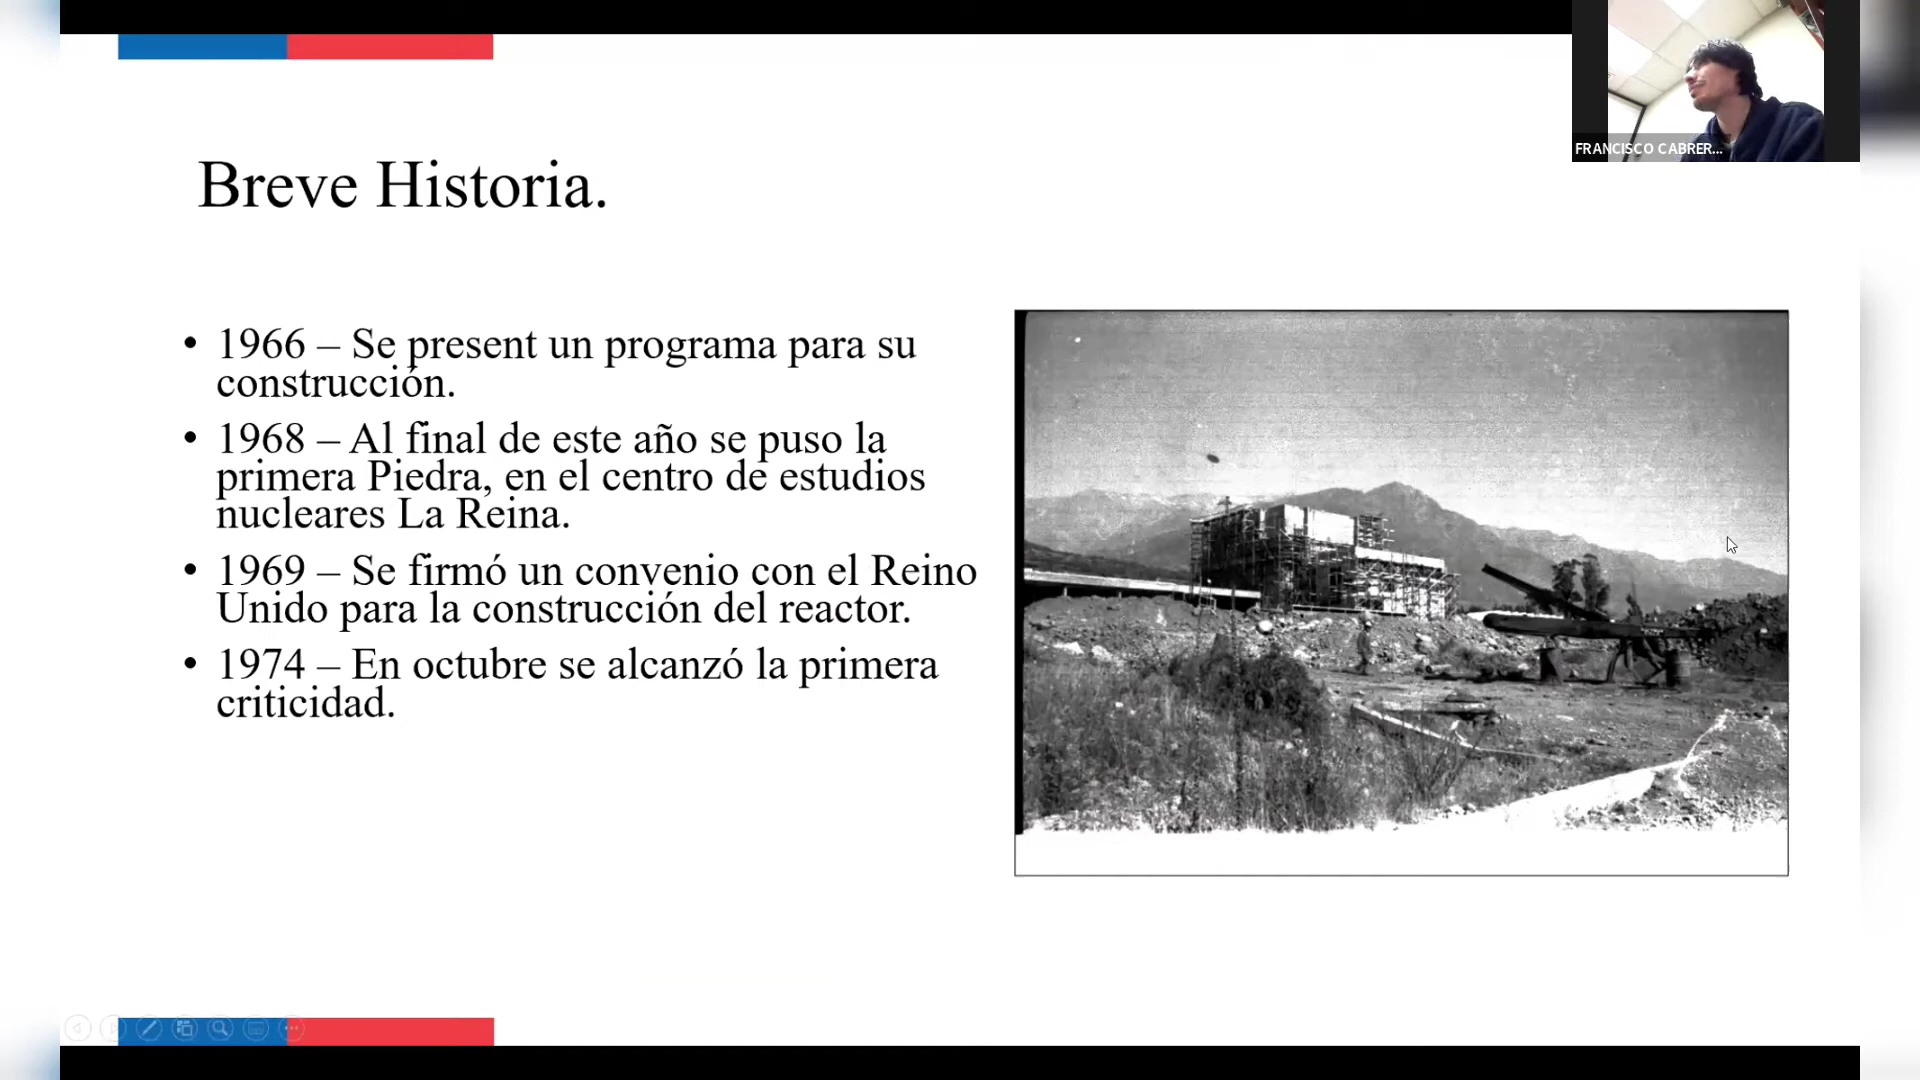 FRANCISCO CABRER...
Breve Historia.
• 1966 – Se present un programa para su
construcción.
• 1968 – Al final de este año se puso la
primera Piedra, en el centro de estudios
nucleares La Reina.
• 1969 – Se firmó un convenio con el Reino
Unido para la construcción del reactor.
• 1974 – En octubre se alcanzó la primera
criticidad.